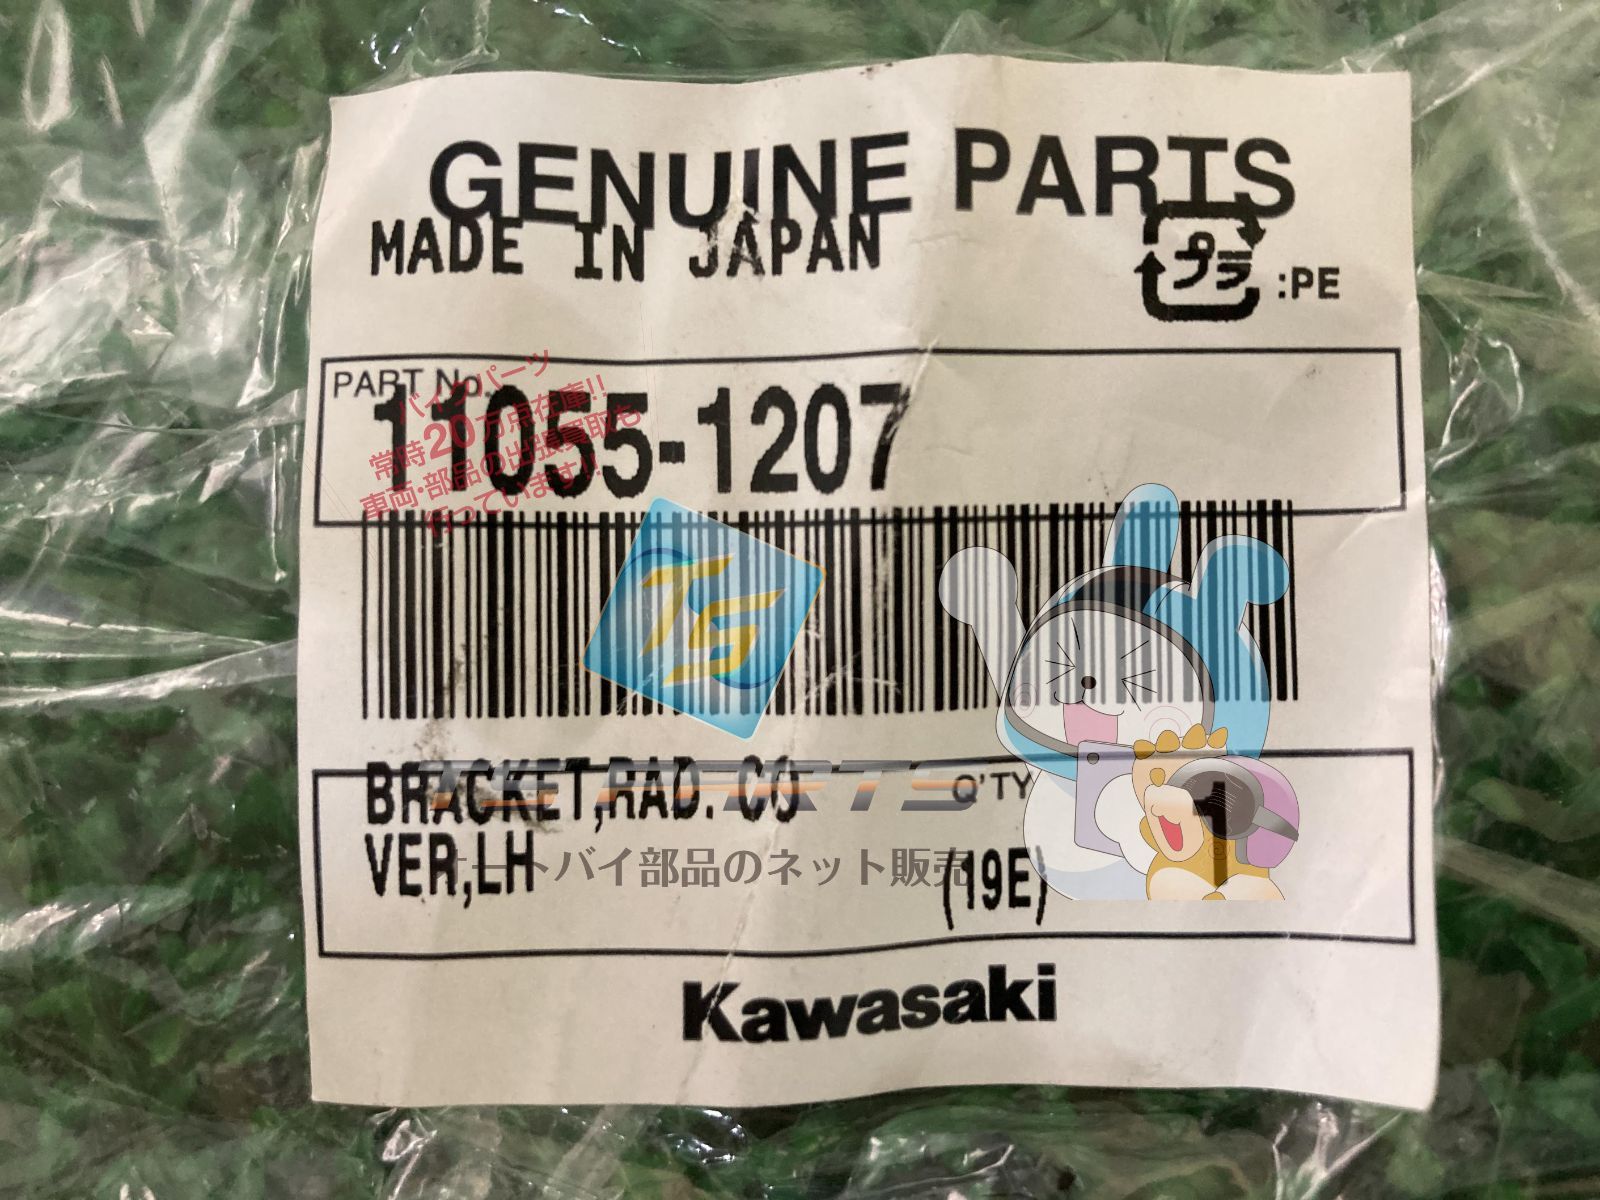 GENUINE PARTS
MADE IN JAPAN
プラ
:PE
PART No.
11055-1207
バイクパーツ
常時20万点在庫!!
車両・部品の出張買取も
行っています!!
TS
BRACKET,RAD. CO
VER,LH
Q'TY
1
(19E)
TS PARTS
オートバイ部品のネット販売
Kawasaki